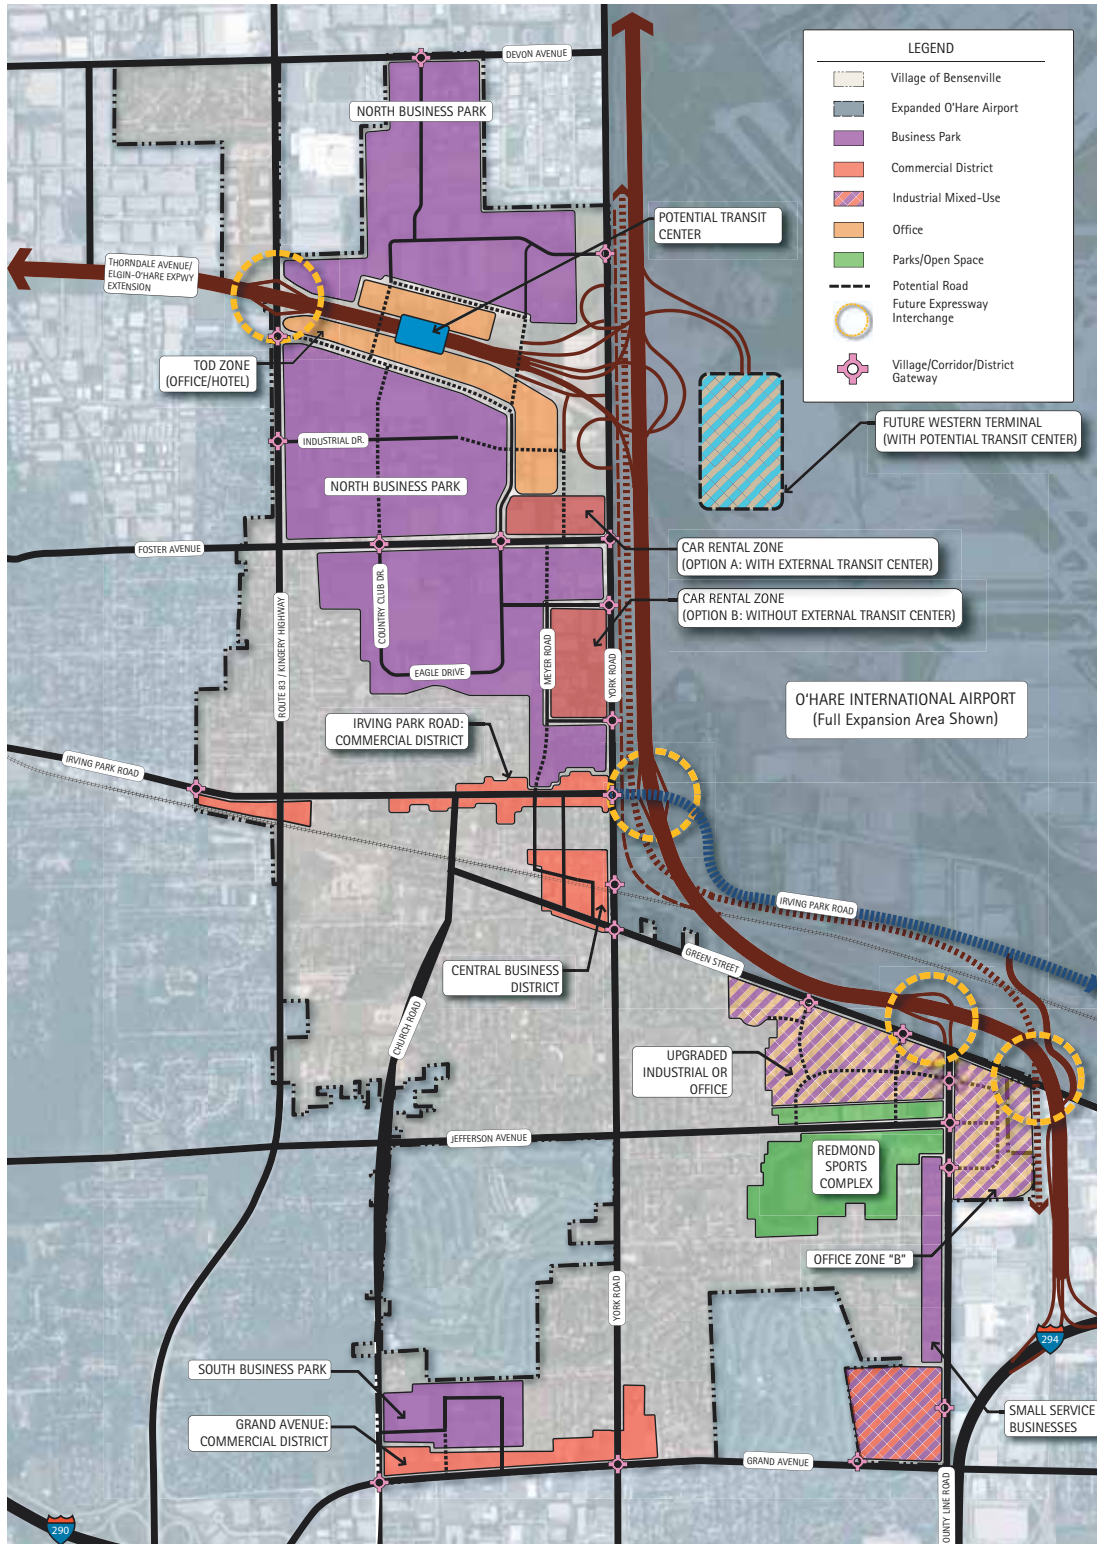 DEVON AVENUE
NORTH BUSINESS PARK
LEGEND
Village of Bensenville
Expanded O'Hare Airport
Business Park
Commercial District
Industrial Mixed-Use
Office
Parks/Open Space
Potential Road
Future Expressway
Interchange
Village/Corridor/District
Gateway
POTENTIAL TRANSIT
CENTER
THORNDALE AVENUE/
ELGIN-O'HARE EXPWY
EXTENSION
TOD ZONE
(OFFICE/HOTEL)
FUTURE WESTERN TERMINAL
(WITH POTENTIAL TRANSIT CENTER)
INDUSTRIAL DR.
NORTH BUSINESS PARK
FOSTER AVENUE
CAR RENTAL ZONE
(OPTION A: WITH EXTERNAL TRANSIT CENTER)
CAR RENTAL ZONE
(OPTION B: WITHOUT EXTERNAL TRANSIT CENTER)
COUNTRY CLUB DR.
ROUTE 83 / KINGERY HIGHWAY
MEYER ROAD
YORK ROAD
EAGLE DRIVE
O'HARE INTERNATIONAL AIRPORT
(Full Expansion Area Shown)
IRVING PARK ROAD:
COMMERCIAL DISTRICT
IRVING PARK ROAD
IRVING PARK ROAD
GREEN STREET
CENTRAL BUSINESS
DISTRICT
CHURCH ROAD
UPGRADED
INDUSTRIAL OR
OFFICE
JEFFERSON AVENUE
REDMOND
SPORTS
COMPLEX
OFFICE ZONE "B"
YORK ROAD
294
SOUTH BUSINESS PARK
GRAND AVENUE:
COMMERCIAL DISTRICT
SMALL SERVICE
BUSINESSES
GRAND AVENUE
OUNTY LINE ROAD
290